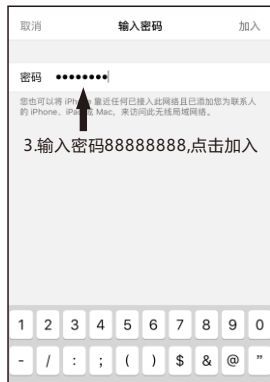 取消 输入密码 加入
密码 ••••••••
您也可以将 iPhone 靠近任何已接入此网络且已添加您为联系人
的 iPhone、iPad 或 Mac，来访问此无线局域网络。
3.输入密码88888888,点击加入
1 2 3 4 5 6 7 8 9 0
- / : ; ( ) $ & @ ”